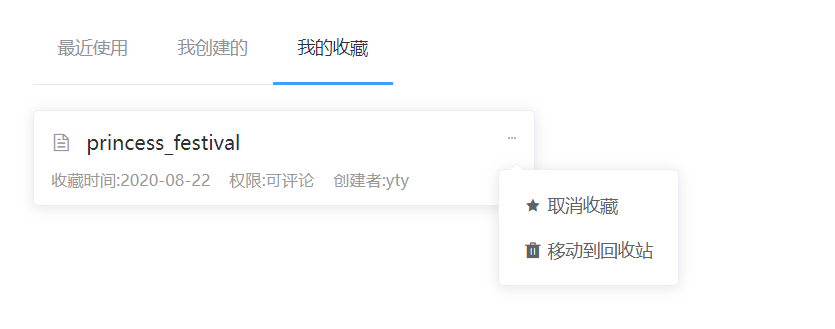 最近使用 我创建的 我的收藏
princess_festival
收藏时间:2020-08-22 权限:可评论 创建者:yty
取消收藏
移动到回收站